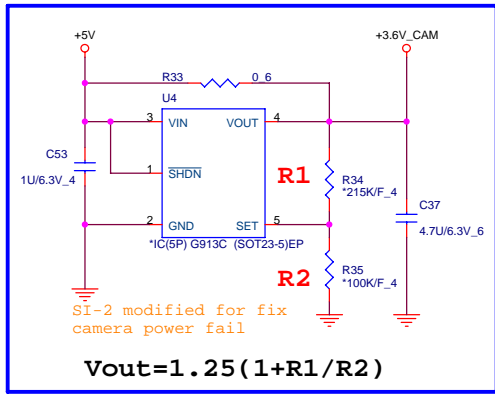 +5V
+3.6V_CAM
R33
0_6
U4
3
VIN
VOUT
4
C53
1U/6.3V_4
1
SHDN
R1
R34
*215K/F_4
C37
4.7U/6.3V_6
2
GND
SET
5
*IC(5P) G913C (SOT23-5)EP
R2
R35
*100K/F_4
SI-2 modified for fix
camera power fail
Vout=1.25(1+R1/R2)